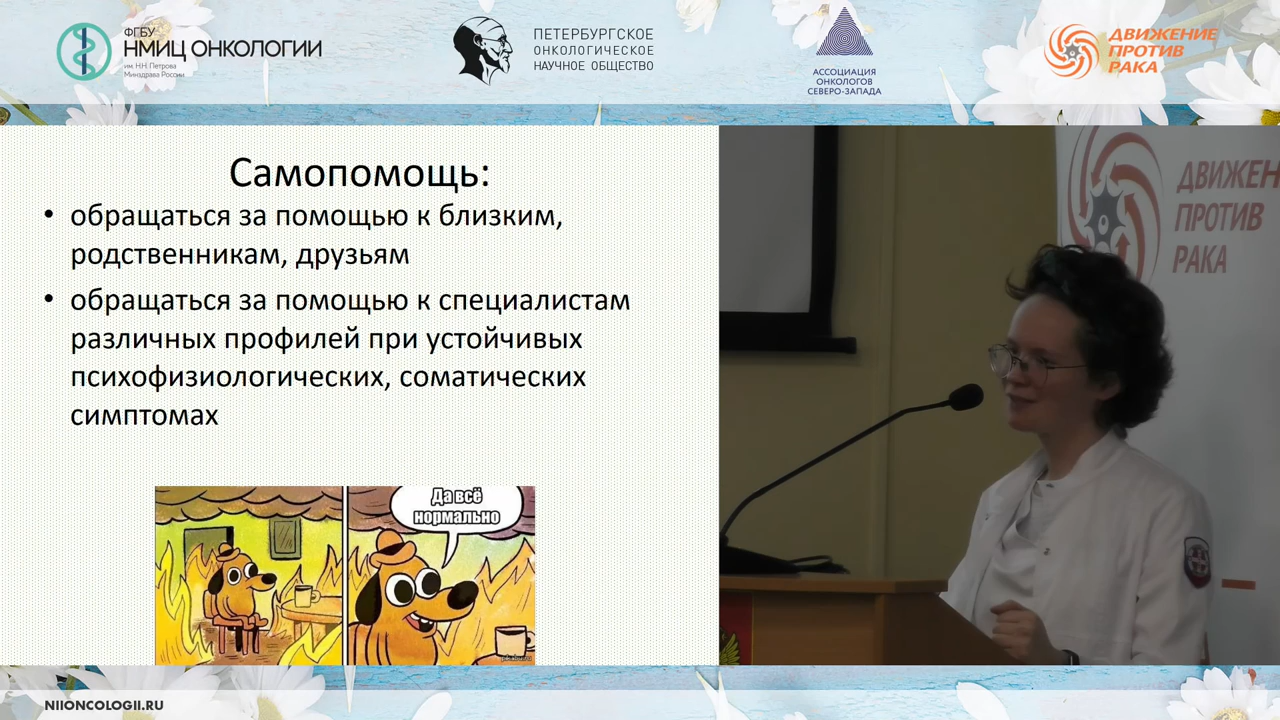 ФГБУ
НМИЦ ОНКОЛОГИИ
им. Н.Н. Петрова
Минздрава России
ПЕТЕРБУРГСКОЕ
ОНКОЛОГИЧЕСКОЕ
НАУЧНОЕ ОБЩЕСТВО
АССОЦИАЦИЯ
ОНКОЛОГОВ
СЕВЕРО-ЗАПАДА
ДВИЖЕНИЕ
ПРОТИВ
РАКА
Самопомощь:
• обращаться за помощью к близким,
родственникам, друзьям
• обращаться за помощью к специалистам
различных профилей при устойчивых
психофизиологических, соматических
симптомах
Да всё
нормально
ДВИЖЕН
ПРОТИВ
РАКА
NIIONCOLOGII.RU